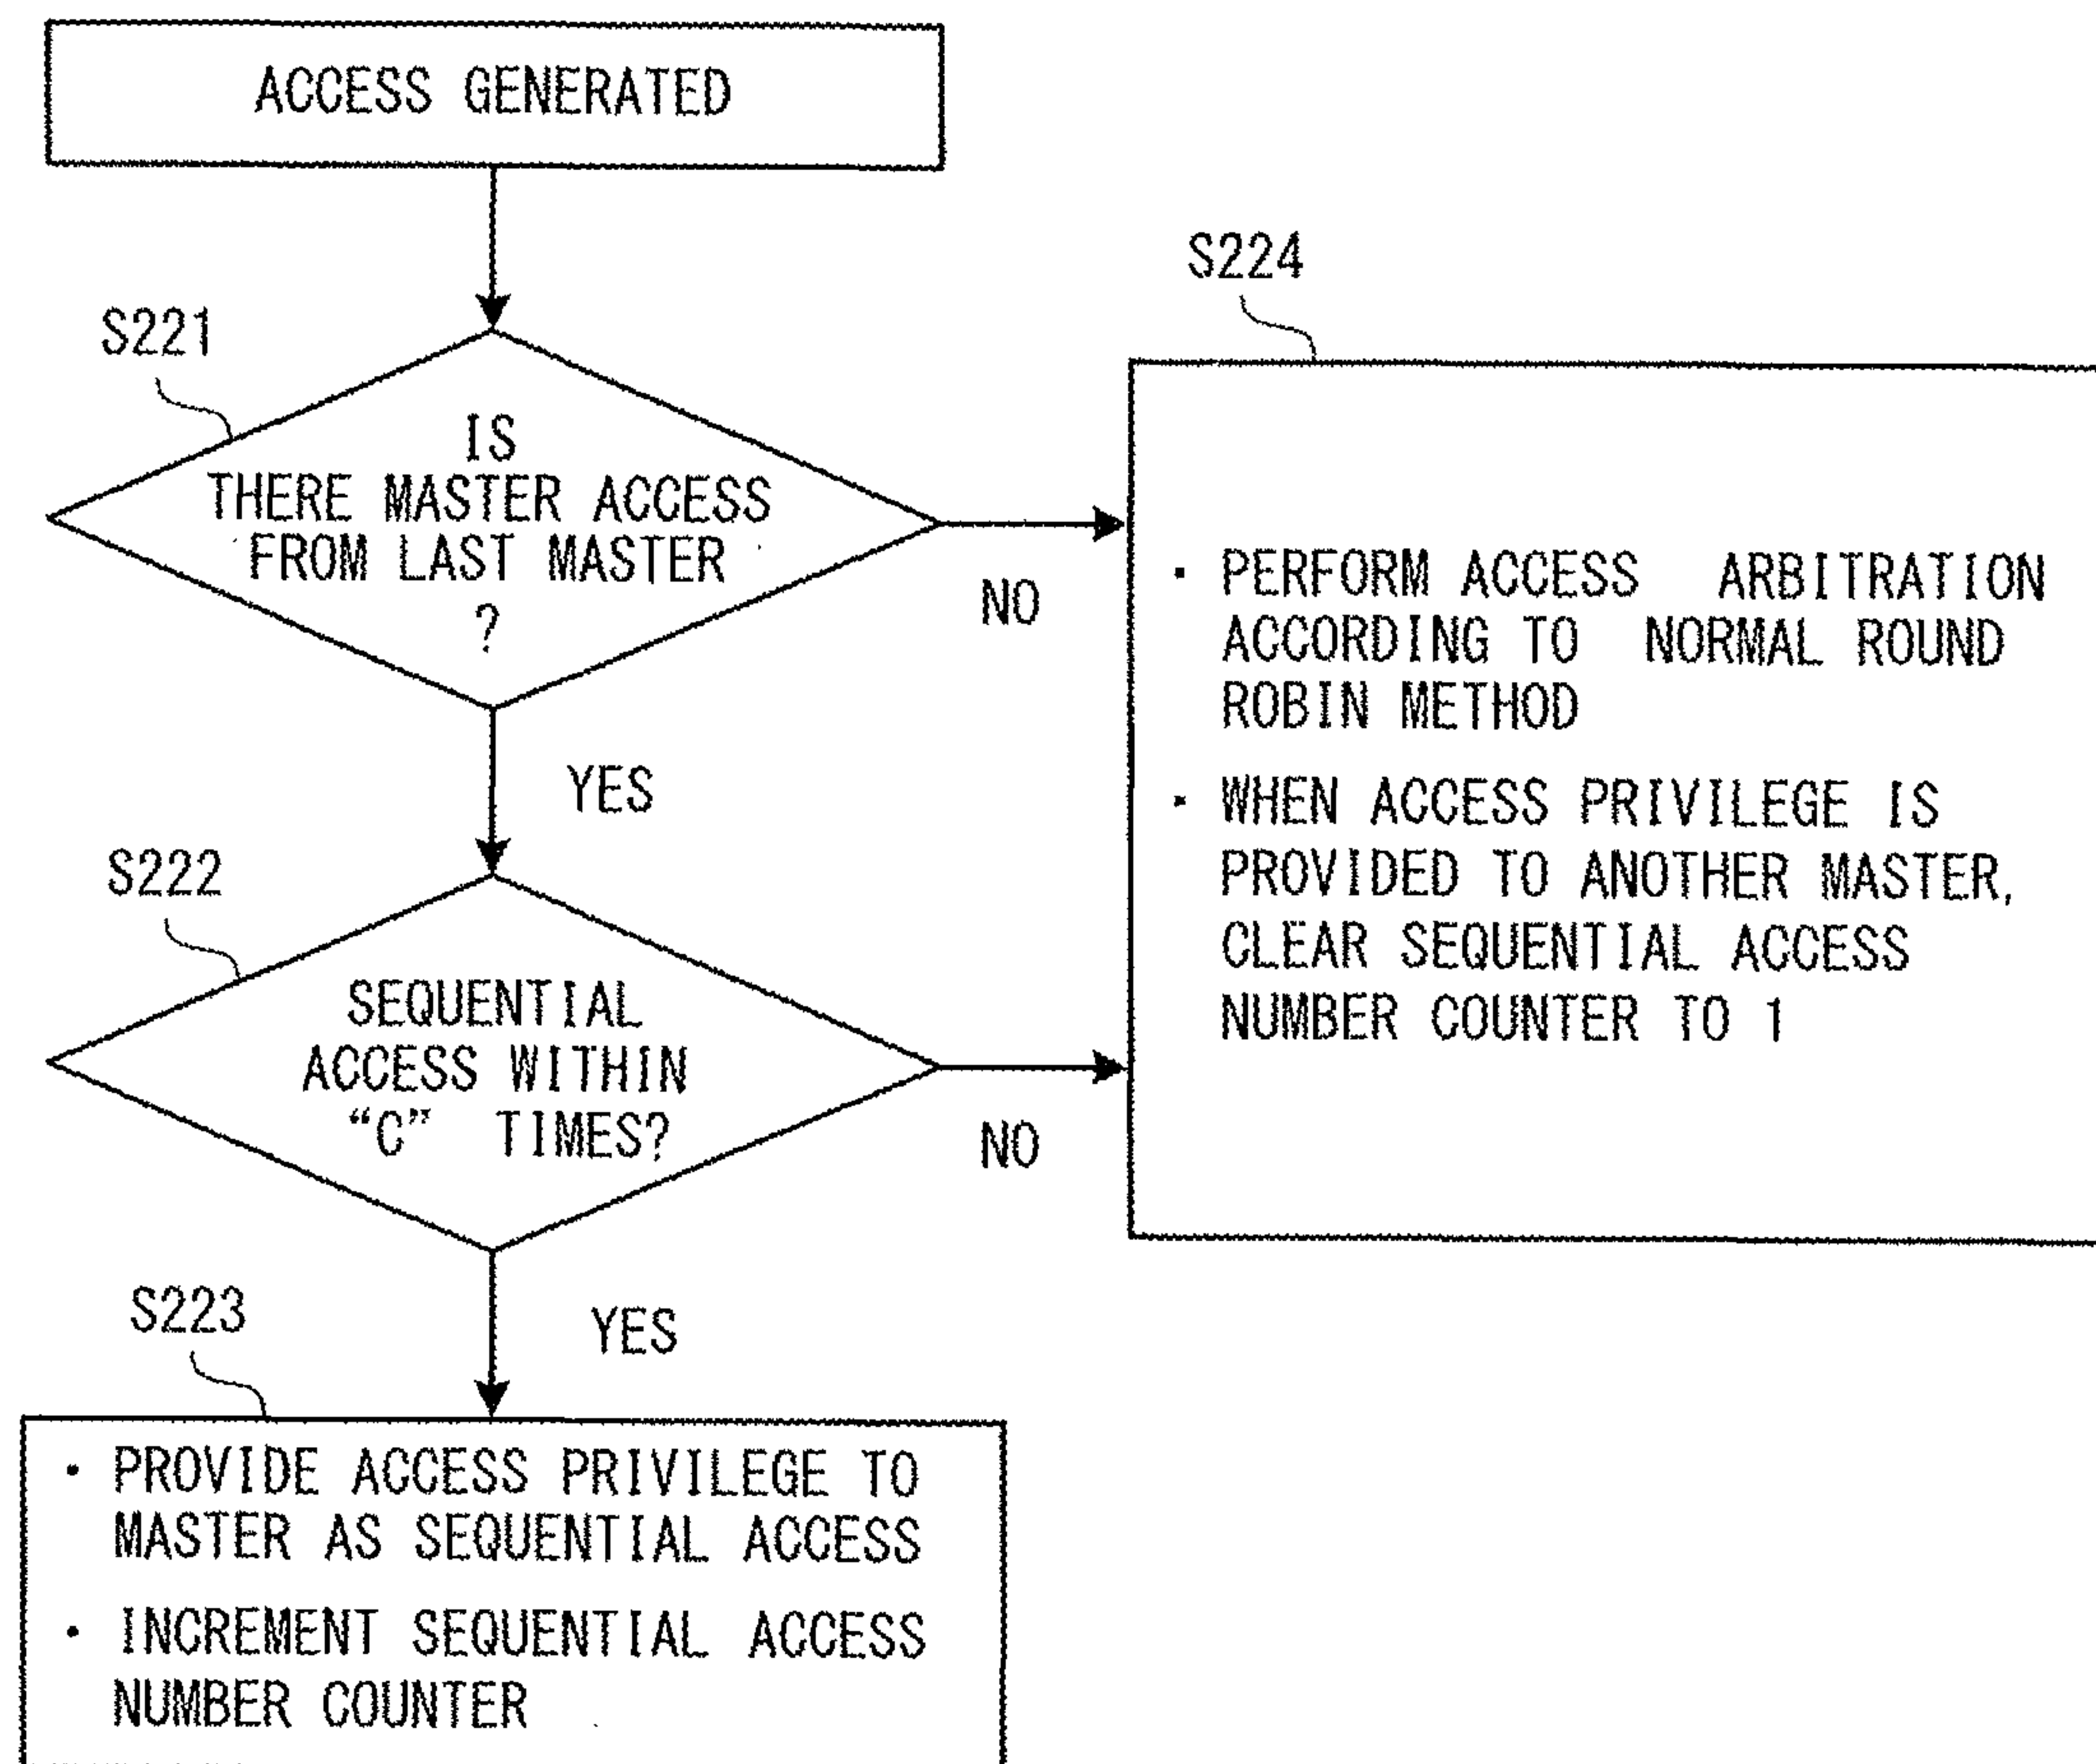 ACCESS GENERATED
S221
IS
THERE MASTER ACCESS
FROM LAST MASTER
?
NO
YES
S222
SEQUENTIAL
ACCESS WITHIN
“C” TIMES?
NO
YES
S223
・PROVIDE ACCESS PRIVILEGE TO
MASTER AS SEQUENTIAL ACCESS
・INCREMENT SEQUENTIAL ACCESS
NUMBER COUNTER
S224
・PERFORM ACCESS ARBITRATION
ACCORDING TO NORMAL ROUND
ROBIN METHOD
・WHEN ACCESS PRIVILEGE IS
PROVIDED TO ANOTHER MASTER,
CLEAR SEQUENTIAL ACCESS
NUMBER COUNTER TO 1